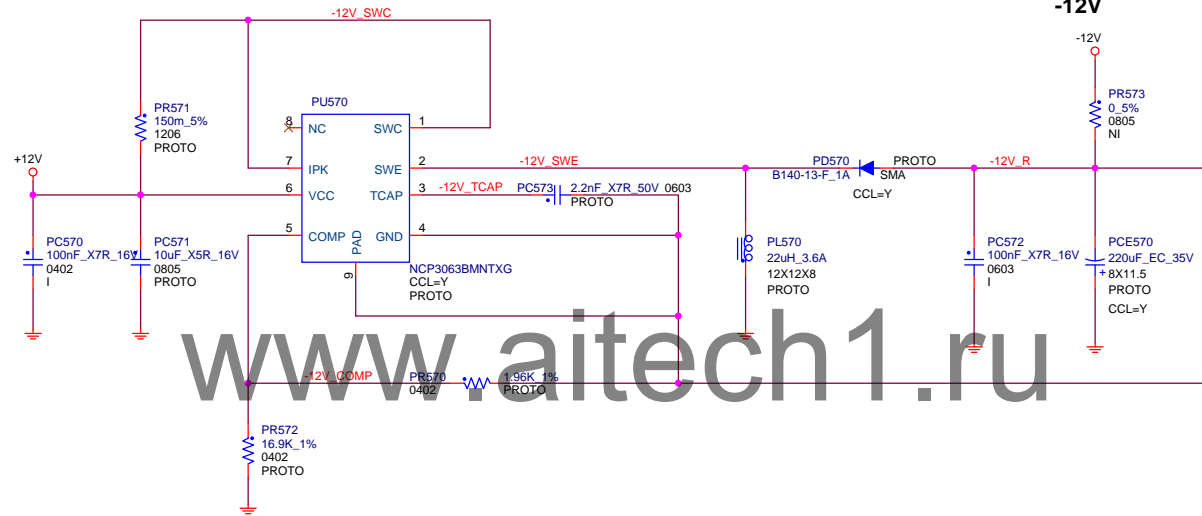 -12V
-12V_SWC
-12V
PR571
150m_5%
1206
PROTO
PU570
8 NC SWC 1
7 IPK SWE 2
6 VCC TCAP 3
5 COMP GND 4
PAD
9
NCP3063BMNTXG
CCL=Y
PROTO
+12V
PC570
100nF_X7R_16V
0402
I
PC571
10uF_X5R_16V
0805
PROTO
-12V_SWE
-12V_TCAP
PC573 2.2nF_X7R_50V 0603
PROTO
PD570 PROTO
B140-13-F_1A SMA
CCL=Y
-12V_R
PR573
0_5%
0805
NI
PL570
22uH_3.6A
12X12X8
PROTO
PC572
100nF_X7R_16V
0603
I
PCE570
220uF_EC_35V
+ 8X11.5
PROTO
CCL=Y
www.aitech1.ru
-12V_COMP
PR570 1.96K_1%
0402 PROTO
PR572
16.9K_1%
0402
PROTO